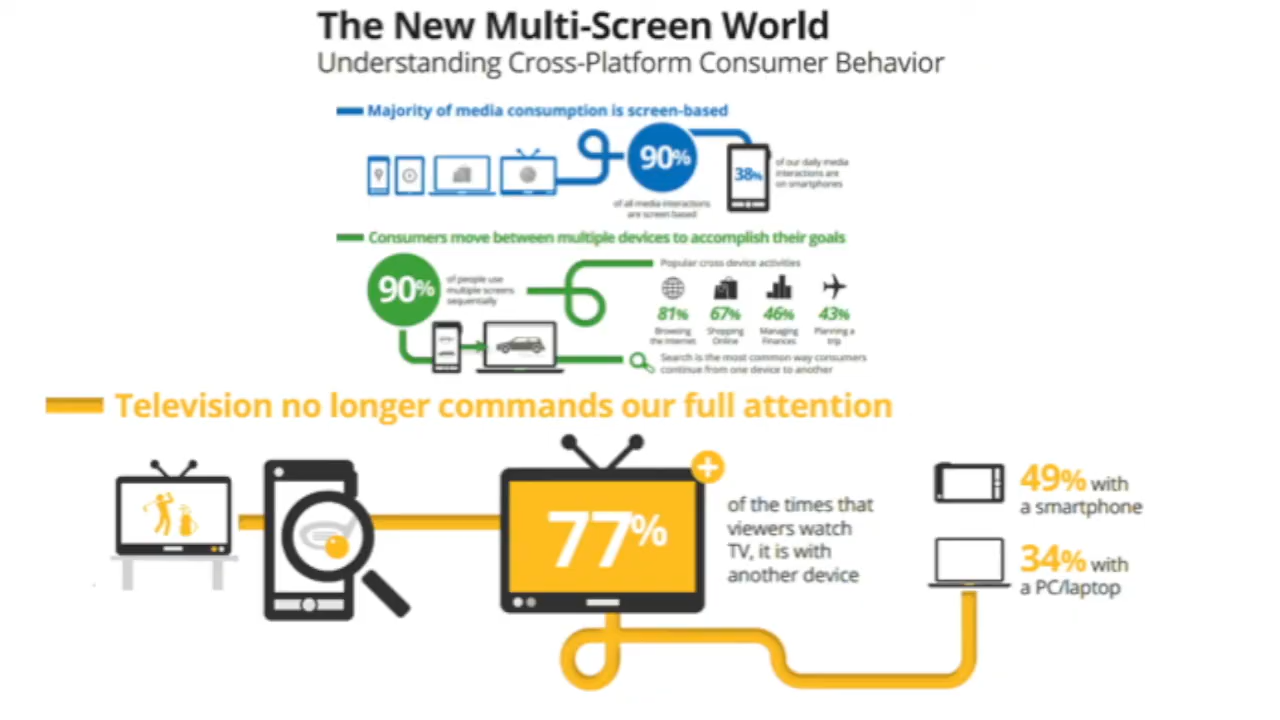 The New Multi-Screen World
Understanding Cross-Platform Consumer Behavior
Majority of media consumption is screen-based
90%
of all media interactions
are screen based
38%
of our daily media
interactions are
on smartphones
Consumers move between multiple devices to accomplish their goals
90%
of people use
multiple screens
sequentially
Popular cross device activities
81%
Browsing
the Internet
67%
Shopping
Online
46%
Managing
Finances
43%
Planning a
trip
Search is the most common way consumers
continue from one device to another
Television no longer commands our full attention
77%
of the times that
viewers watch
TV, it is with
another device
49% with
a smartphone
34% with
a PC/laptop